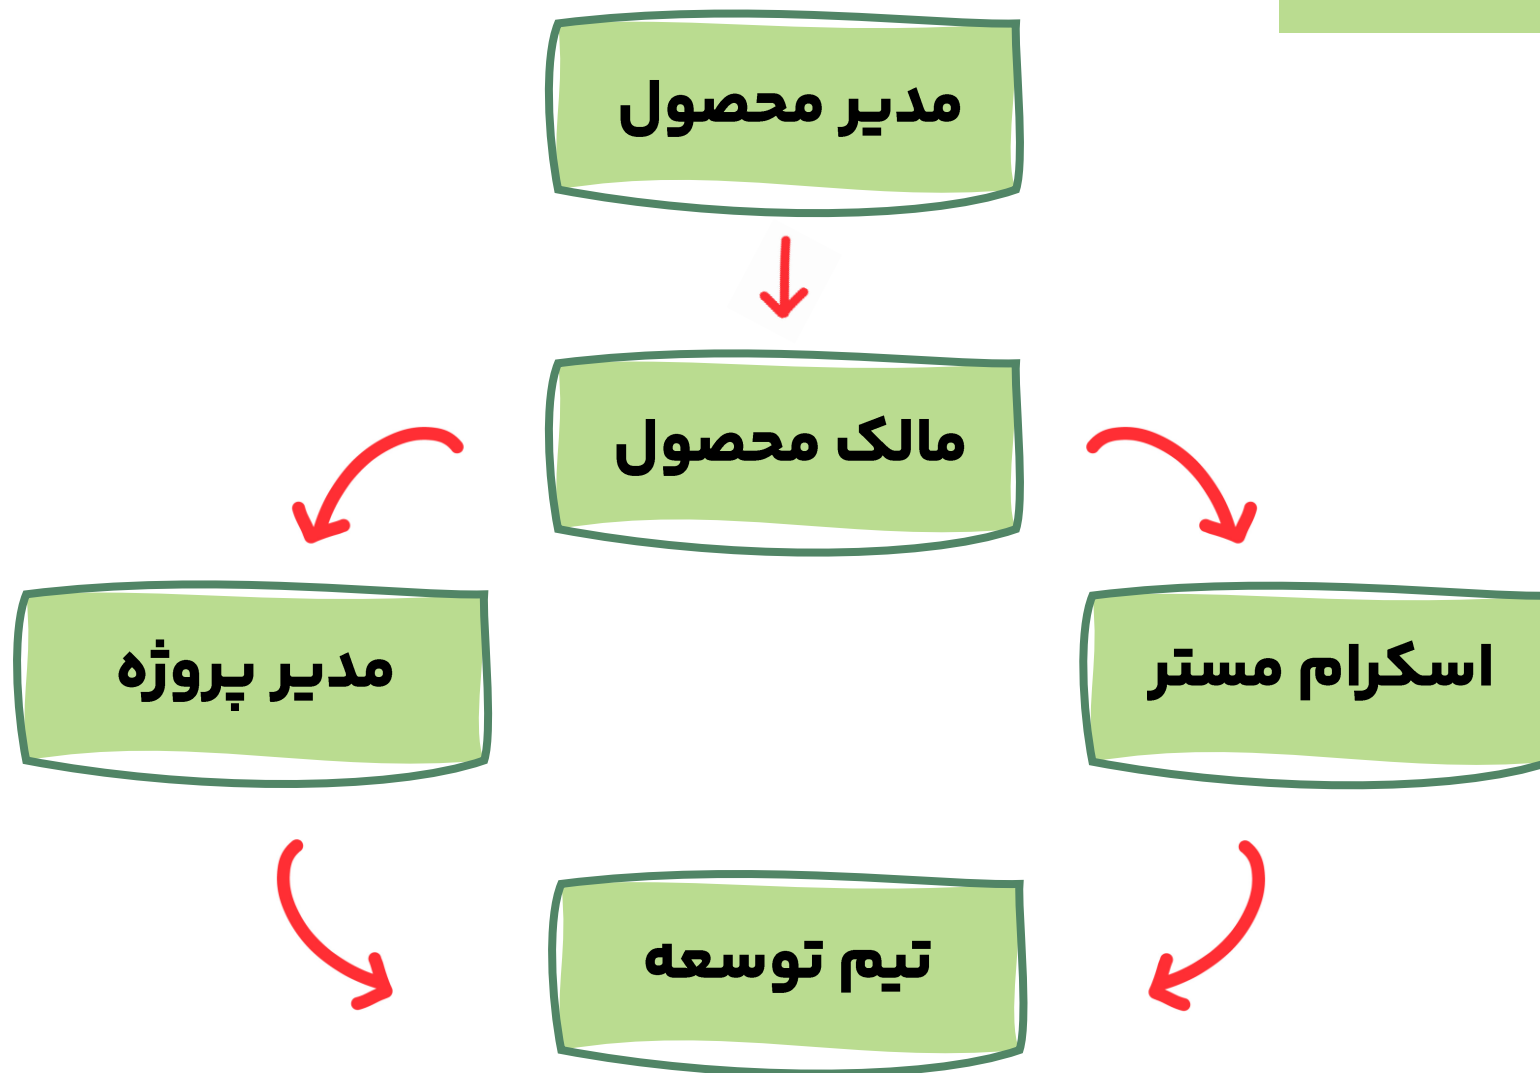 مدیر محصول
مالک محصول
اسکرام مستر
مدیر پروژه
تیم توسعه